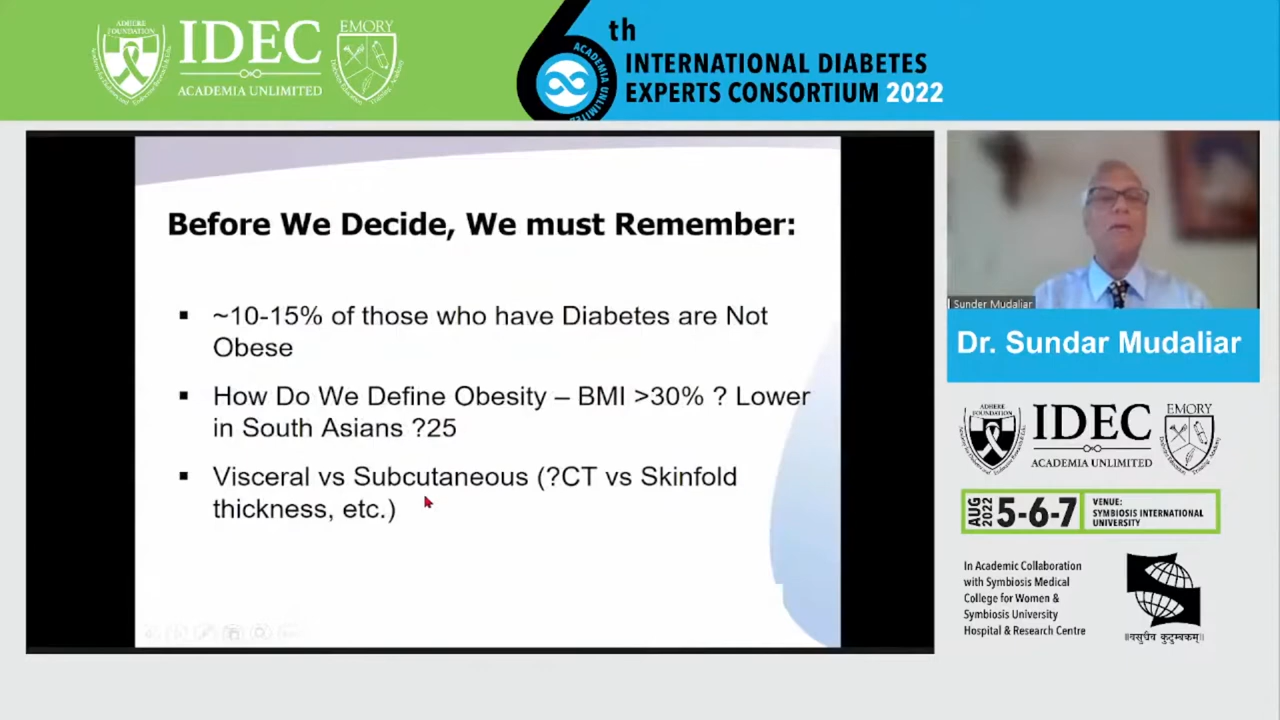 ADHERE
FOUNDATION
IDEC
ACADEMIA UNLIMITED
EMORY
6th
ACADEMIA UNLIMITED
INTERNATIONAL DIABETES
EXPERTS CONSORTIUM 2022
Before We Decide, We must Remember:
▪ ~10-15% of those who have Diabetes are Not
Obese
▪ How Do We Define Obesity – BMI >30% ? Lower
in South Asians ?25
▪ Visceral vs Subcutaneous (?CT vs Skinfold
thickness, etc.)
Sunder Mudaliar
Dr. Sundar Mudaliar
ADHERE
FOUNDATION
IDEC
ACADEMIA UNLIMITED
EMORY
AUG
2022
5-6-7
VENUE:
SYMBIOSIS INTERNATIONAL
UNIVERSITY
In Academic Collaboration
with Symbiosis Medical
College for Women &
Symbiosis University
Hospital & Research Centre
॥वसुधैव कुटुम्बकम्॥